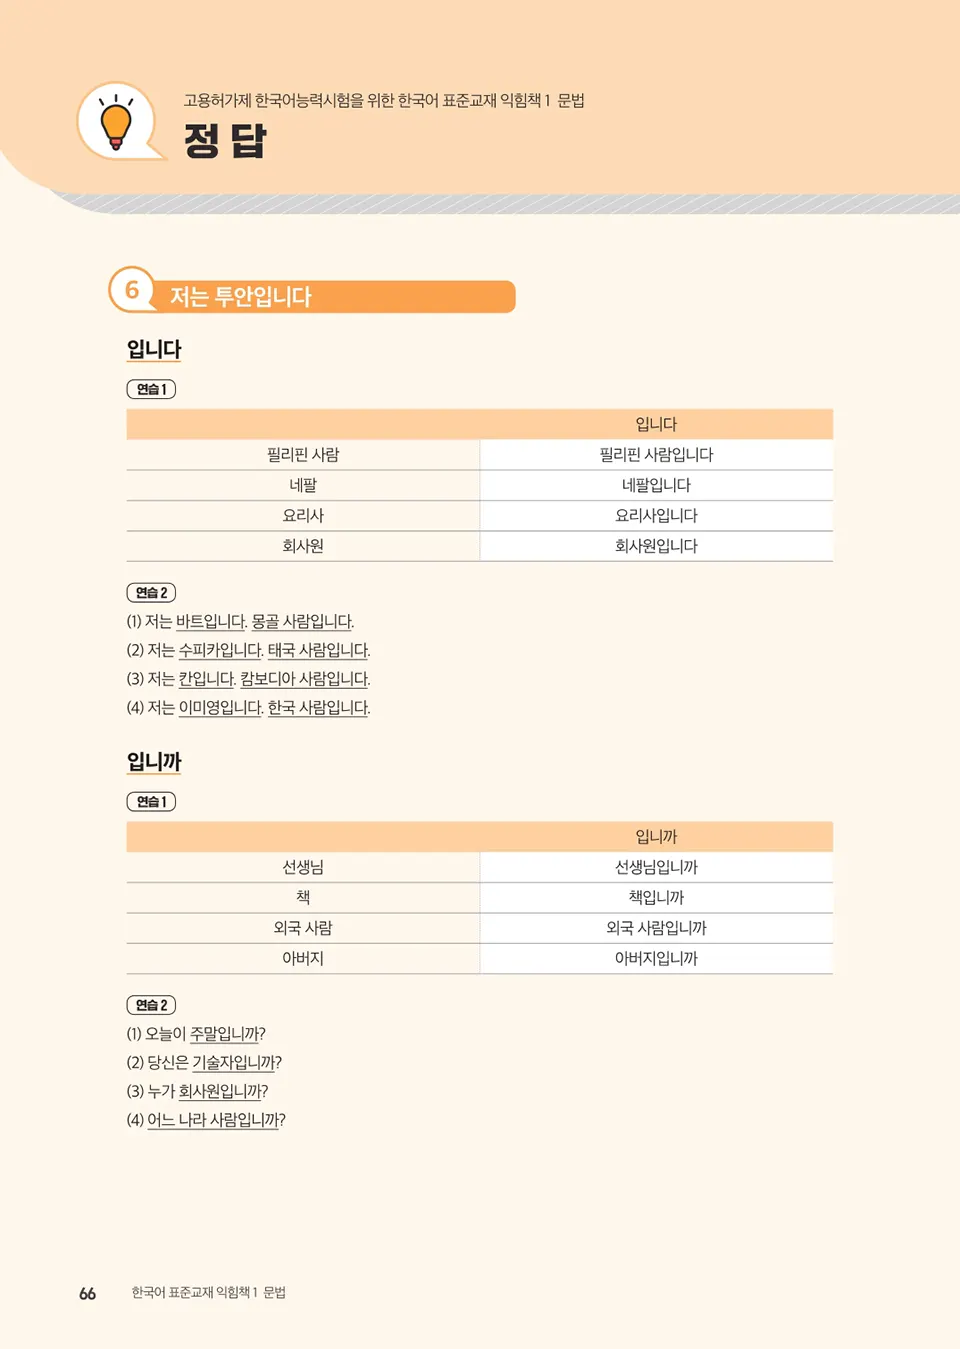 고용허가제 한국어능력시험을 위한 한국어 표준교재 익힘책 1 문법
정답
6 저는 투안입니다
입니다
연습 1
입니다
필리핀 사람 필리핀 사람입니다
네팔 네팔입니다
요리사 요리사입니다
회사원 회사원입니다
연습 2
(1) 저는 바트입니다. 몽골 사람입니다.
(2) 저는 수피카입니다. 태국 사람입니다.
(3) 저는 칸입니다. 캄보디아 사람입니다.
(4) 저는 이미영입니다. 한국 사람입니다.
입니까
연습 1
입니까
선생님 선생님입니까
책 책입니까
외국 사람 외국 사람입니까
아버지 아버지입니까
연습 2
(1) 오늘이 주말입니까?
(2) 당신은 기술자입니까?
(3) 누가 회사원입니까?
(4) 어느 나라 사람입니까?
66 한국어 표준교재 익힘책 1 문법